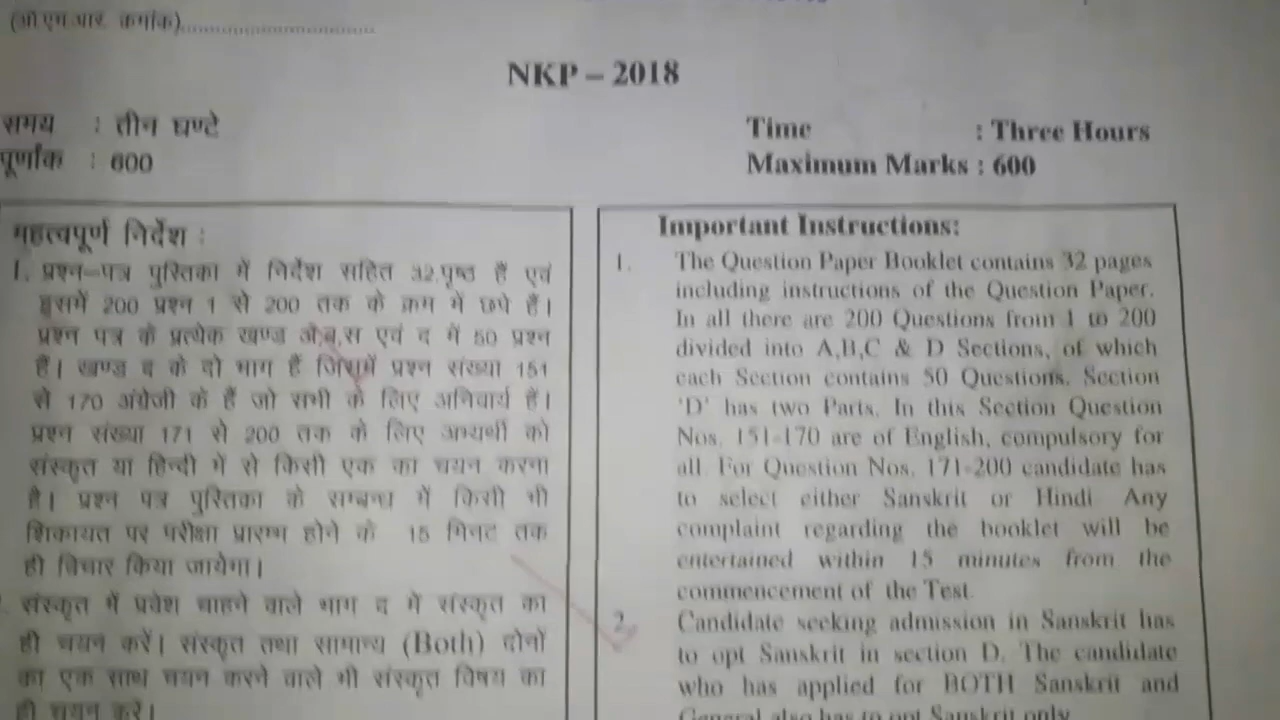 (ओ.एम.आर. क्रमांक)..............................
NKP – 2018
समय : तीन घण्टे
पूर्णांक : 600
Time : Three Hours
Maximum Marks : 600
महत्वपूर्ण निर्देश :
1. प्रश्न–पत्र पुस्तिका में निर्देश सहित 32 पृष्ठ हैं एवं
इसमें 200 प्रश्न 1 से 200 तक के क्रम में छपे हैं।
प्रश्न पत्र के प्रत्येक खण्ड अ,ब,स एवं द में 50 प्रश्न
हैं। खण्ड द के दो भाग हैं जिसमें प्रश्न संख्या 151
से 170 अंग्रेजी के हैं जो सभी के लिए अनिवार्य हैं।
प्रश्न संख्या 171 से 200 तक के लिए अभ्यर्थी को
संस्कृत या हिन्दी में से किसी एक का चयन करना
है। प्रश्न पत्र पुस्तिका के सम्बन्ध में किसी भी
शिकायत पर परीक्षा प्रारम्भ होने के 15 मिनट तक
ही विचार किया जायेगा।
संस्कृत में प्रवेश चाहने वाले भाग द में संस्कृत का
ही चयन करें। संस्कृत तथा सामान्य (Both) दोनों
का एक साथ चयन करने वाले भी संस्कृत विषय का
ही चयन करें।
Important Instructions:
1. The Question Paper Booklet contains 32 pages
including instructions of the Question Paper.
In all there are 200 Questions from 1 to 200
divided into A,B,C & D Sections, of which
each Section contains 50 Questions. Section
'D' has two Parts. In this Section Question
Nos. 151-170 are of English, compulsory for
all. For Question Nos. 171-200 candidate has
to select either Sanskrit or Hindi. Any
complaint regarding the booklet will be
entertained within 15 minutes from the
commencement of the Test.
2. Candidate seeking admission in Sanskrit has
to opt Sanskrit in section D. The candidate
who has applied for BOTH Sanskrit and
General also has to opt Sanskrit only